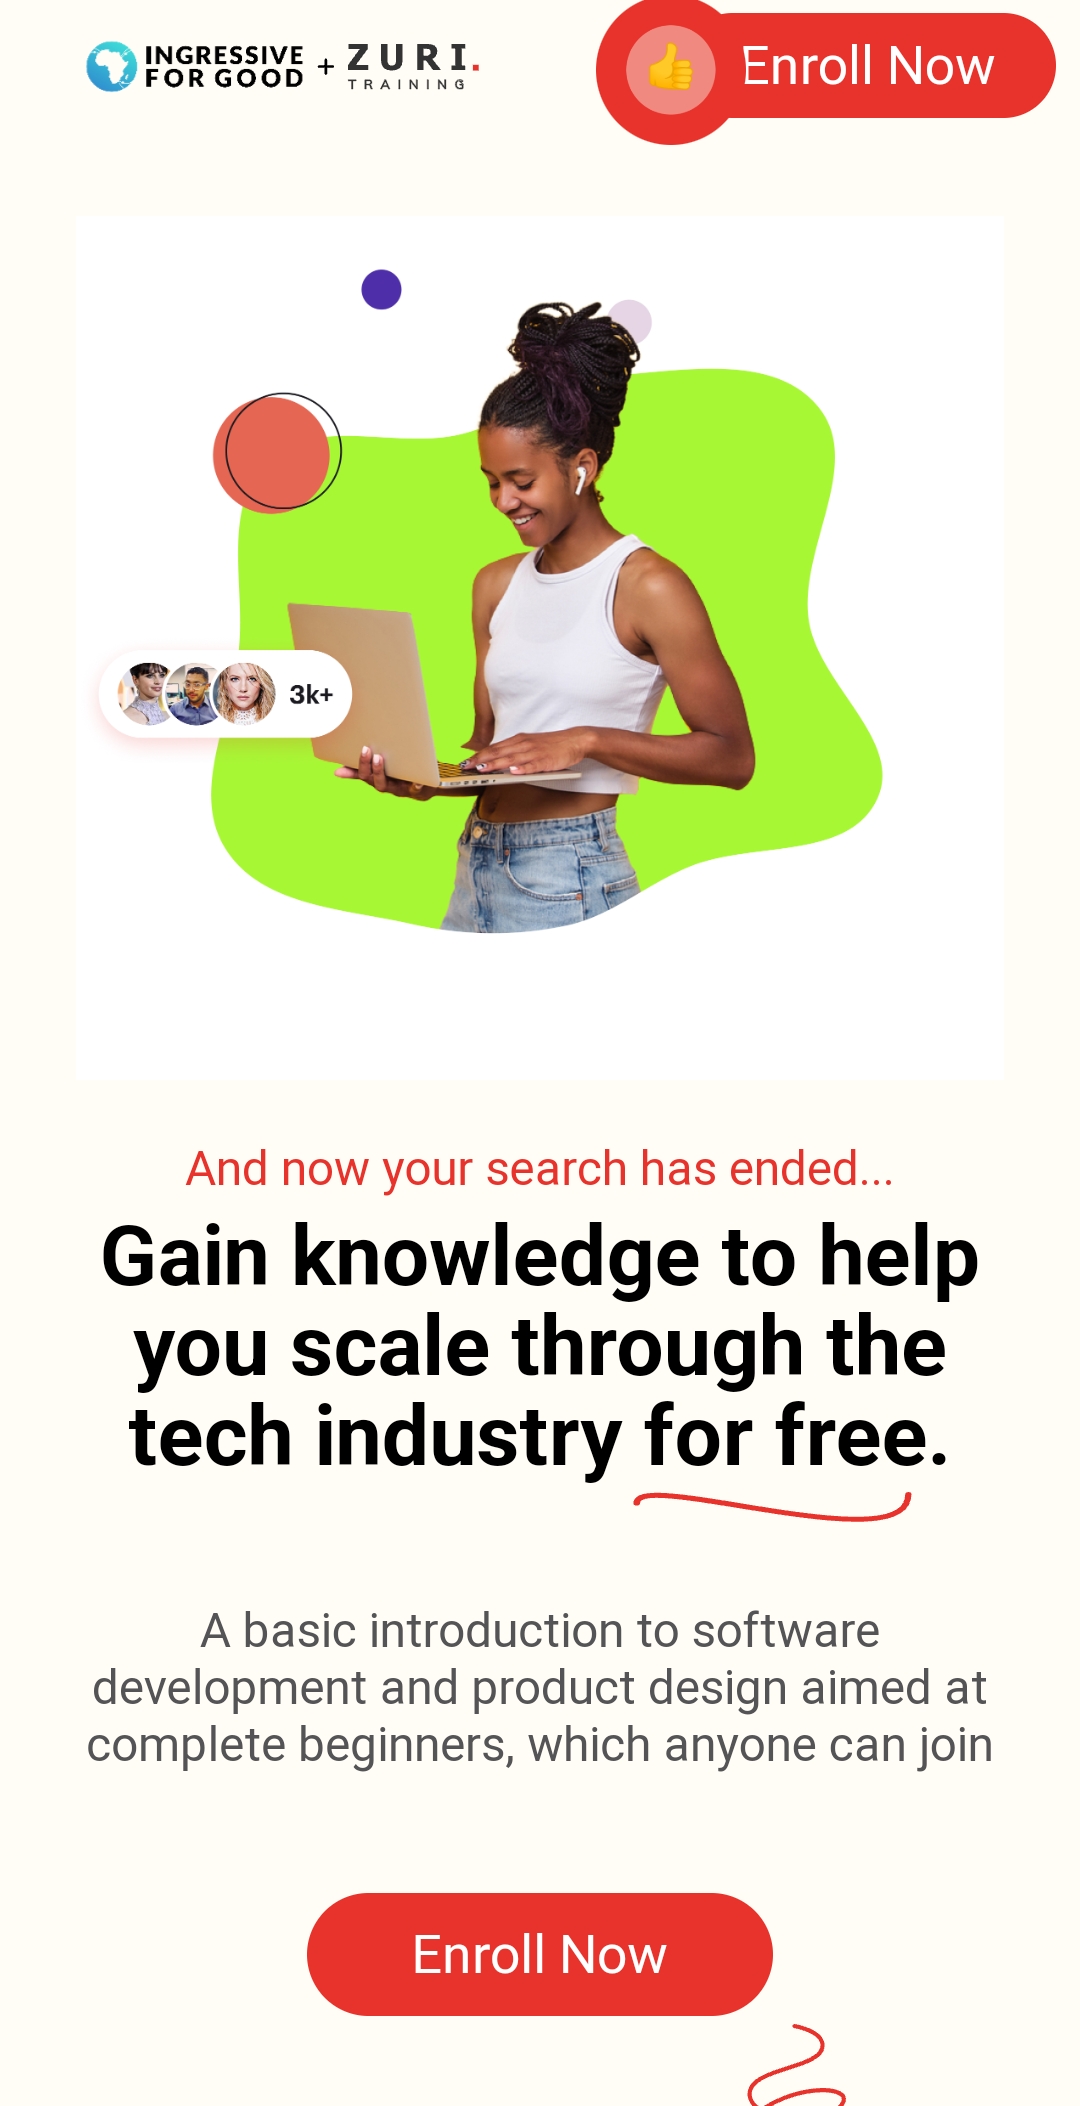 INGRESSIVE
FOR GOOD
+
ZURI.
TRAINING
Enroll Now
3k+
And now your search has ended...
Gain knowledge to help
you scale through the
tech industry for free.
A basic introduction to software
development and product design aimed at
complete beginners, which anyone can join
Enroll Now